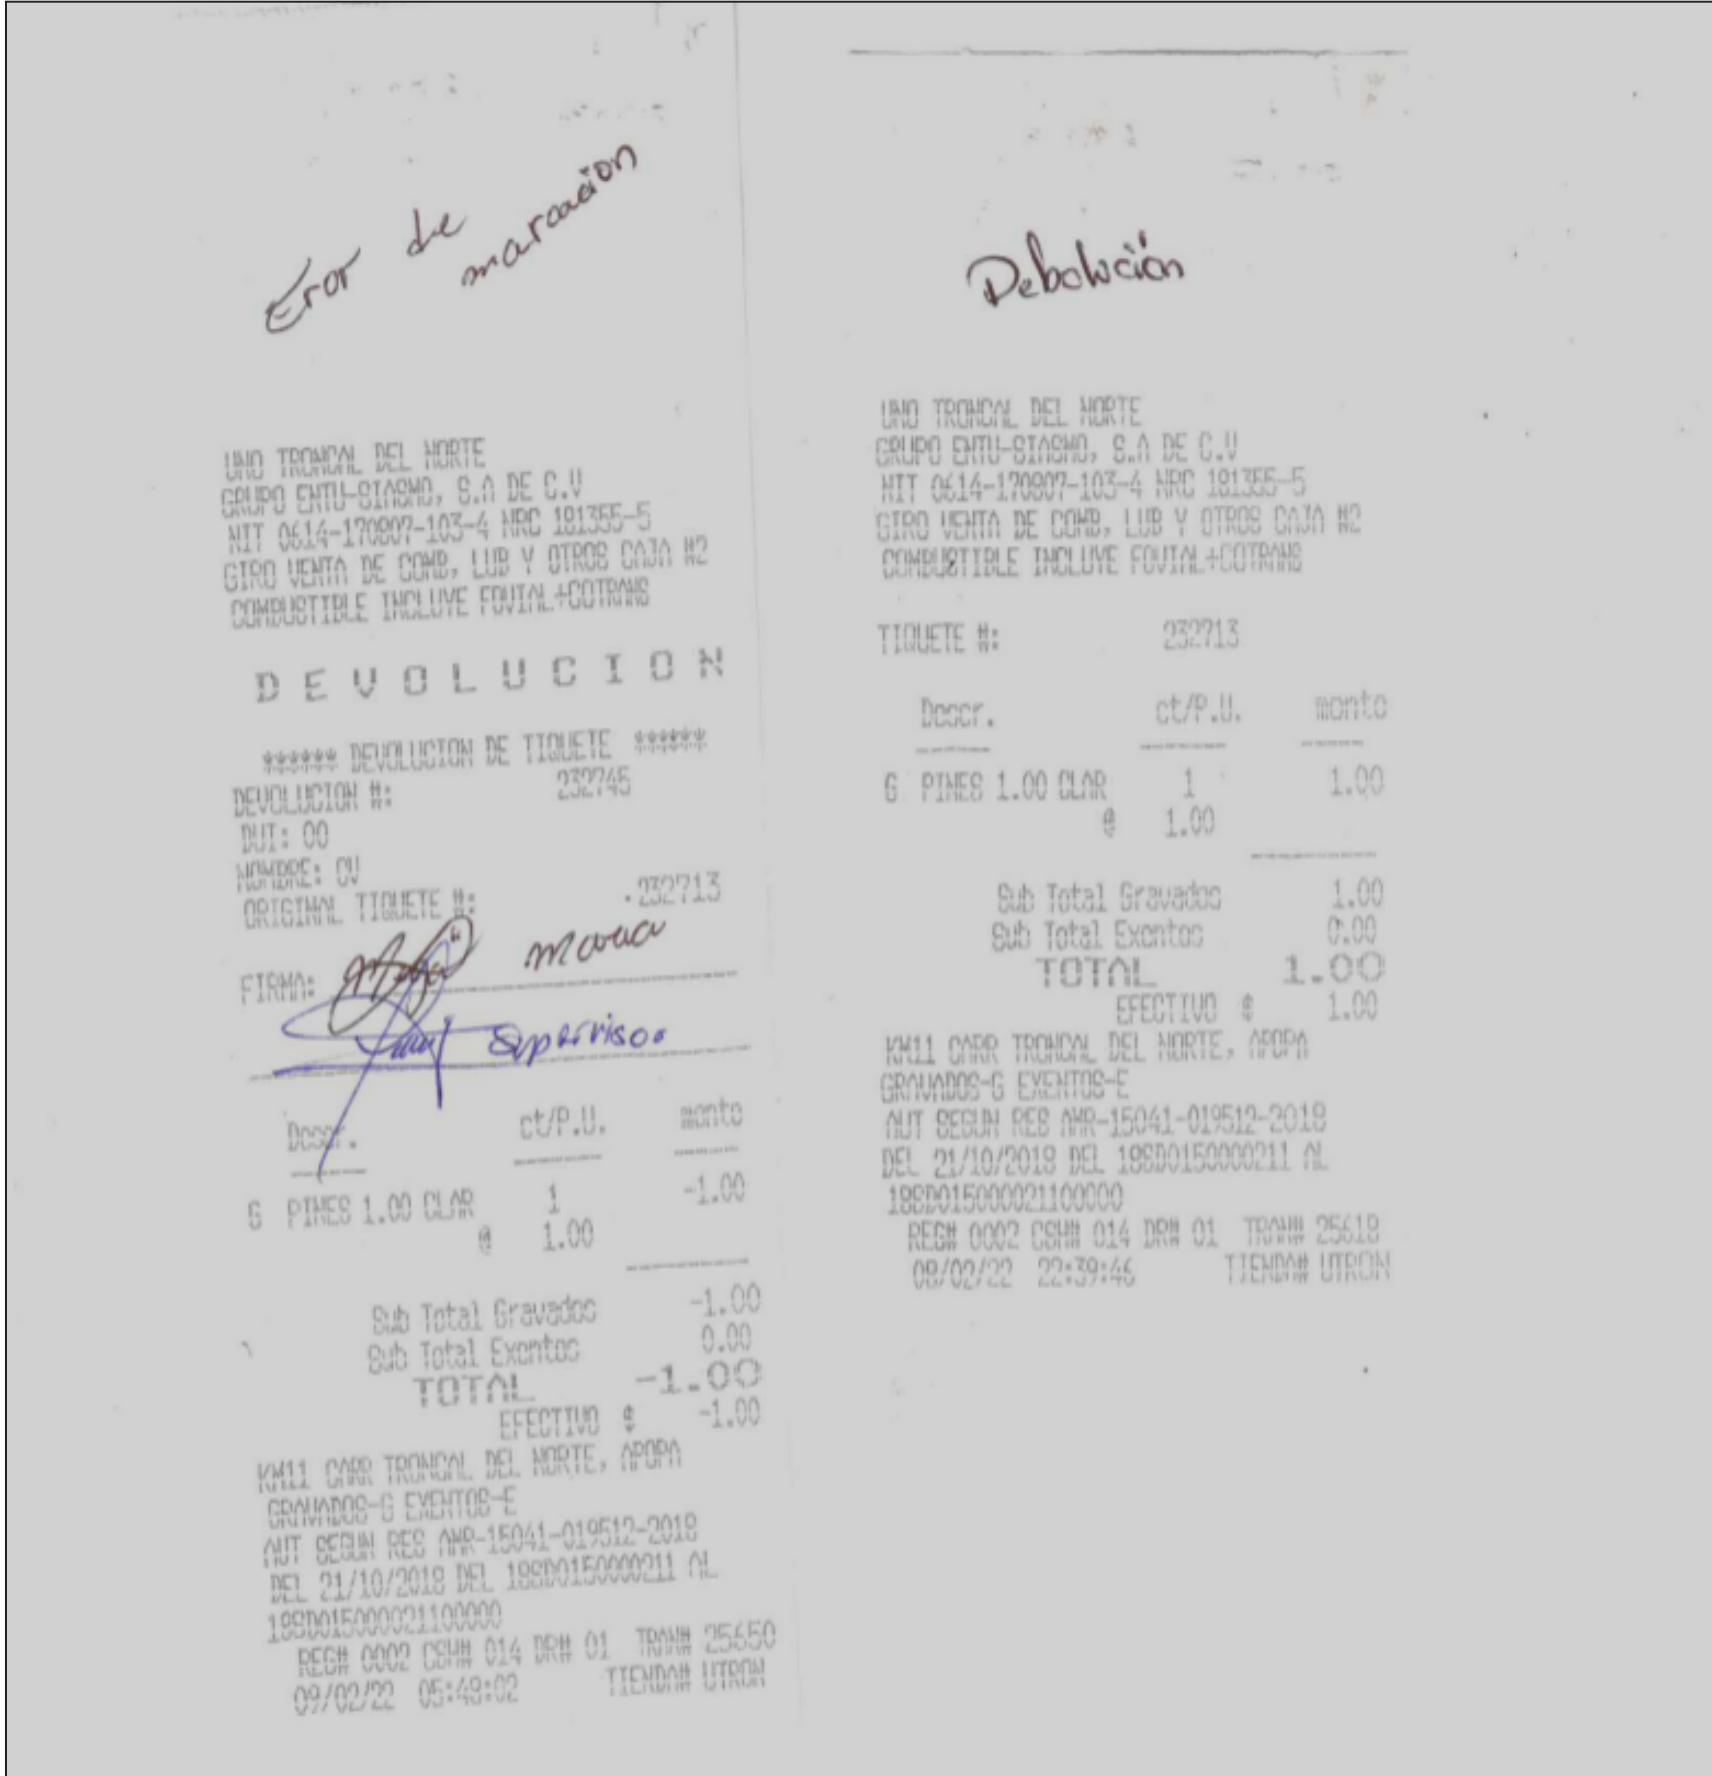 Eror de
marcacion
UNO TRONCAL DEL NORTE
GRUPO ENTU-SIASMO, S.A DE C.V
NIT 0614-170807-103-4 NRC 181355-5
GIRO VENTA DE COMB, LUB Y OTROS CAJA #2
COMBUSTIBLE INCLUYE FOVIAL+COTRANS
D E V O L U C I O N
****** DEVOLUCION DE TIQUETE ******
DEVOLUCION #: 232745
DUI: 00
NOMBRE: CV
ORIGINAL TIQUETE #: 232713
FIRMA:
Supervisor
Descr. ct/P.U. monto
G PINES 1.00 CLAR 1 -1.00
@ 1.00
Sub Total Gravados -1.00
Sub Total Exentos 0.00
TOTAL -1.00
EFECTIVO $ -1.00
KM11 CARR TRONCAL DEL NORTE, APOPA
GRAVADOS-G EXENTOS-E
AUT SEGUN RES AMR-15041-019512-2018
DEL 21/10/2018 DEL 18SD0150000211 AL
18SD015000021100000
REG# 0002 CSH# 014 DR# 01 TRAN# 25650
09/02/22 05:48:02 TIENDA# UTRON
Debolución
UNO TRONCAL DEL NORTE
GRUPO ENTU-SIASMO, S.A DE C.V
NIT 0614-170807-103-4 NRC 181355-5
GIRO VENTA DE COMB, LUB Y OTROS CAJA #2
COMBUSTIBLE INCLUYE FOVIAL+COTRANS
TIQUETE #: 232713
Descr. ct/P.U. monto
G PINES 1.00 CLAR 1 1.00
@ 1.00
Sub Total Gravados 1.00
Sub Total Exentos 0.00
TOTAL 1.00
EFECTIVO $ 1.00
KM11 CARR TRONCAL DEL NORTE, APOPA
GRAVADOS-G EXENTOS-E
AUT SEGUN RES AMR-15041-019512-2018
DEL 21/10/2018 DEL 18SD0150000211 AL
18SD015000021100000
REG# 0002 CSH# 014 DR# 01 TRAN# 25618
08/02/22 22:39:46 TIENDA# UTRON